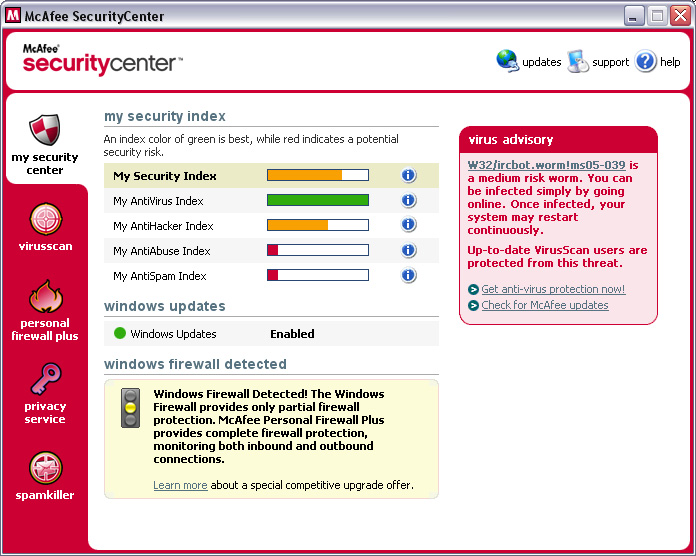 McAfee SecurityCenter
McAfee®
securitycenter™
updates
support
help
my security
center
virusscan
personal
firewall plus
privacy
service
spamkiller
my security index
An index color of green is best, while red indicates a potential
security risk.
My Security Index
My AntiVirus Index
My AntiHacker Index
My AntiAbuse Index
My AntiSpam Index
windows updates
Windows Updates Enabled
windows firewall detected
Windows Firewall Detected! The Windows
Firewall provides only partial firewall
protection. McAfee Personal Firewall Plus
provides complete firewall protection,
monitoring both inbound and outbound
connections.
Learn more about a special competitive upgrade offer.
virus advisory
W32/ircbot.worm!ms05-039 is
a medium risk worm. You can
be infected simply by going
online. Once infected, your
system may restart
continuously.
Up-to-date VirusScan users are
protected from this threat.
Get anti-virus protection now!
Check for McAfee updates